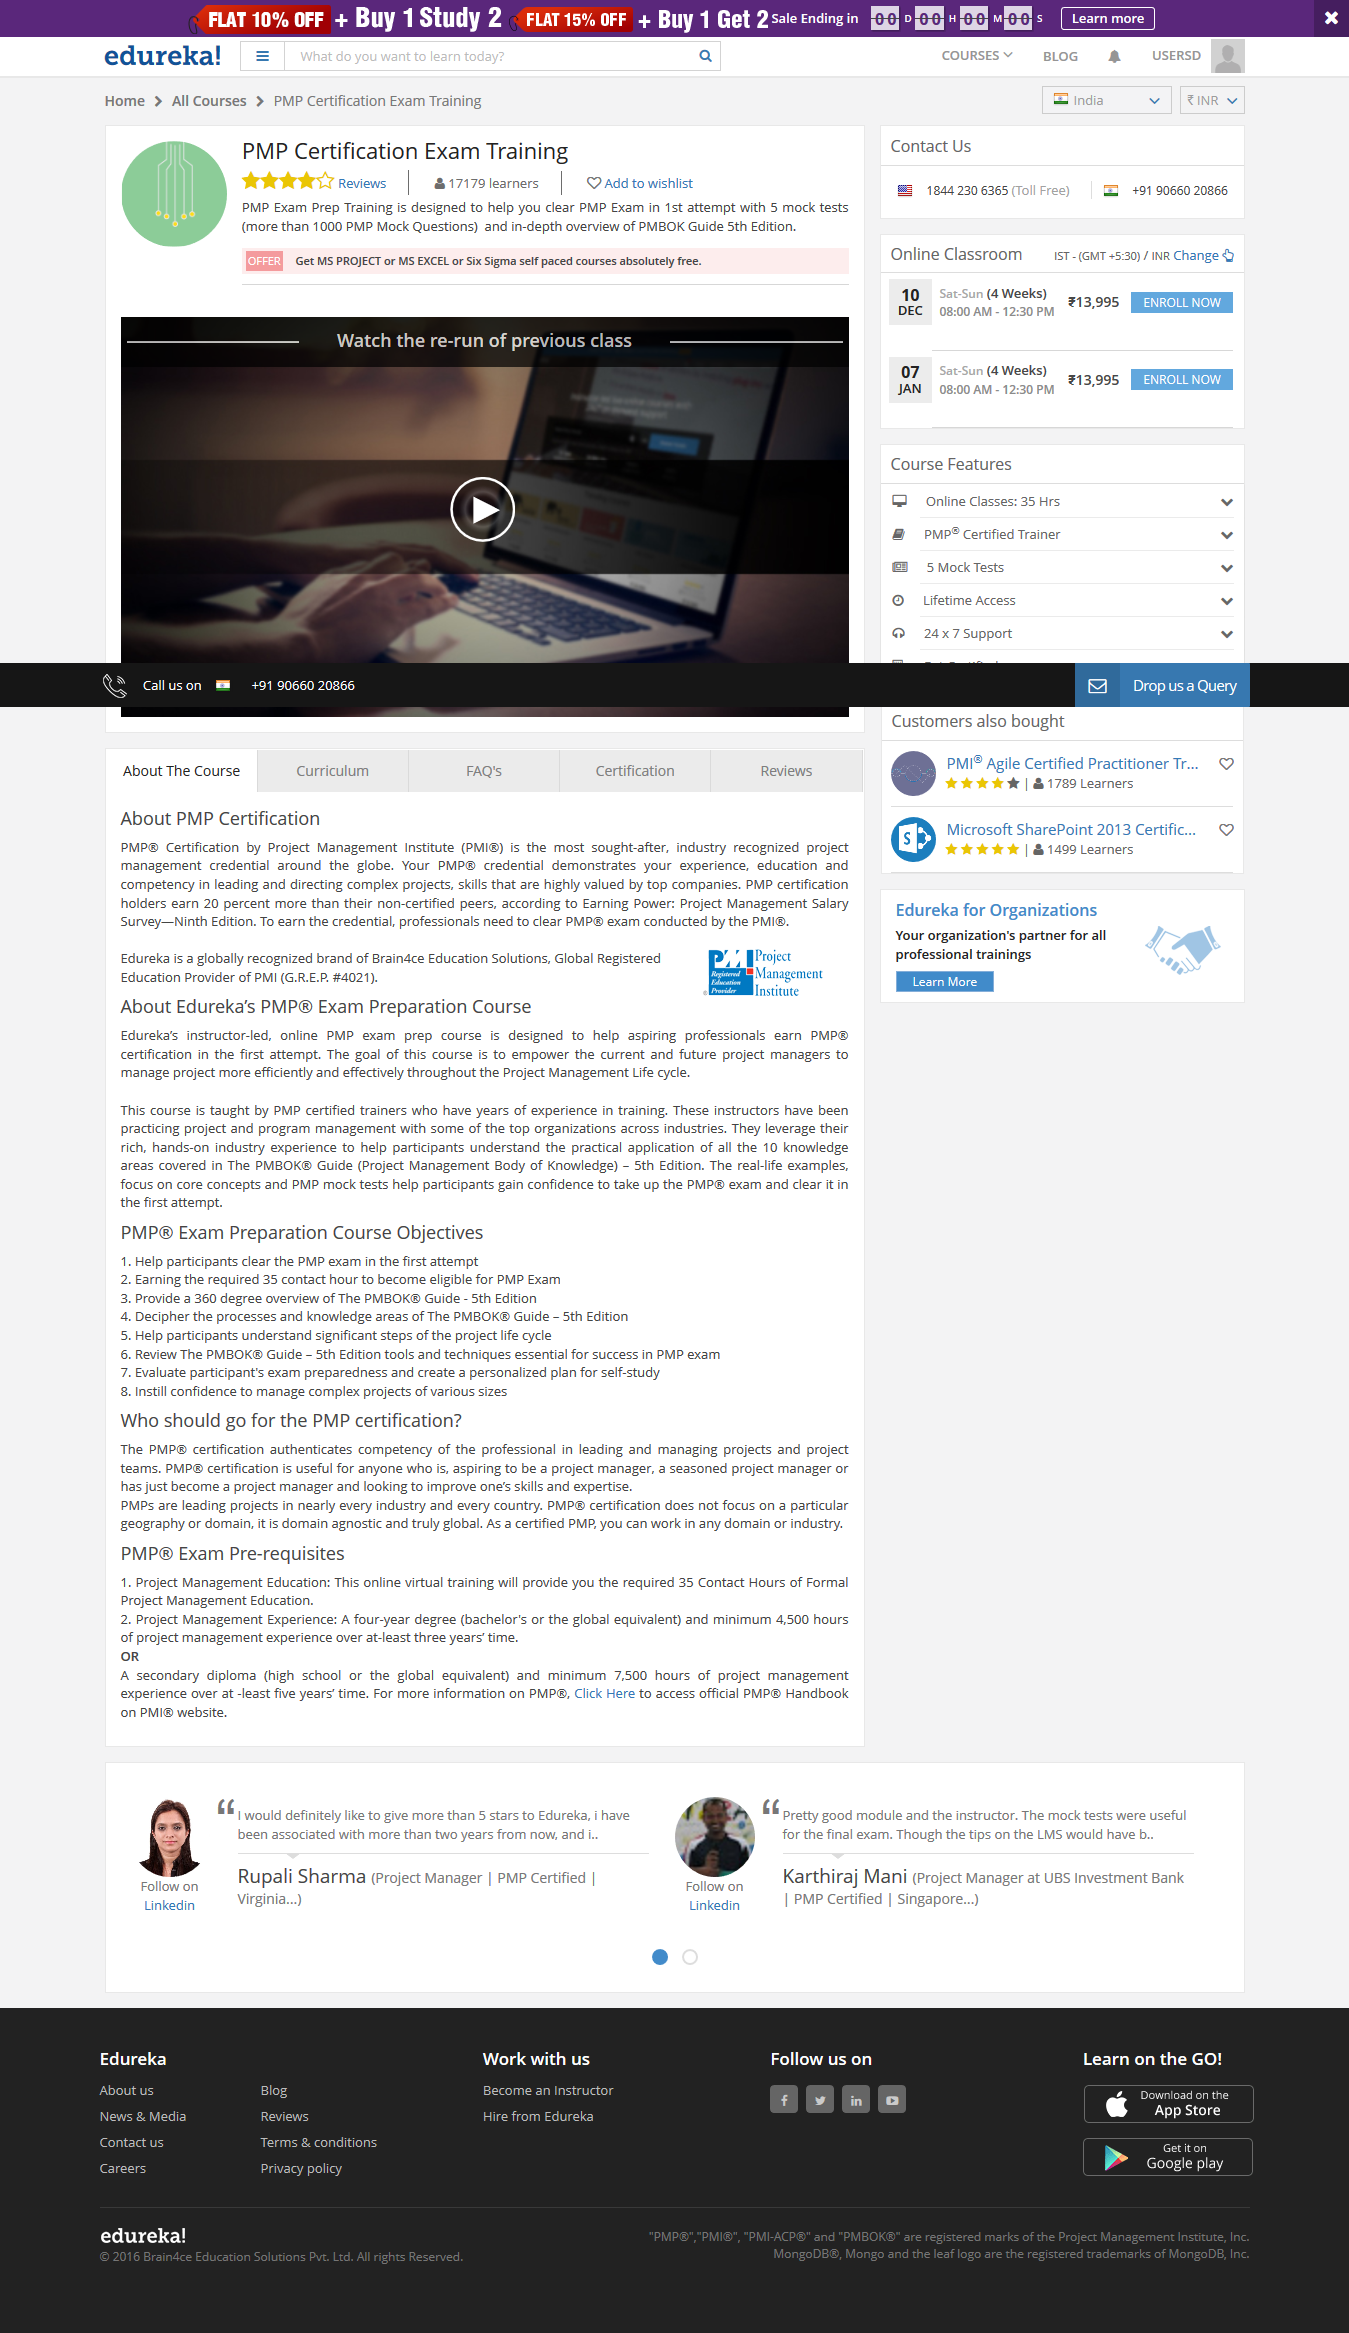 FLAT 10% OFF + Buy 1 Study 2 FLAT 15% OFF + Buy 1 Get 2 Sale Ending in 00 D 00 H 00 M 00 S Learn more
edureka! What do you want to learn today? COURSES BLOG USERSD
Home All Courses PMP Certification Exam Training India ₹ INR
PMP Certification Exam Training
Reviews 17179 learners Add to wishlist
PMP Exam Prep Training is designed to help you clear PMP Exam in 1st attempt with 5 mock tests
(more than 1000 PMP Mock Questions) and in-depth overview of PMBOK Guide 5th Edition.
OFFER Get MS PROJECT or MS EXCEL or Six Sigma self paced courses absolutely free.
Watch the re-run of previous class
Contact Us
1844 230 6365 (Toll Free) +91 90660 20866
Online Classroom IST - (GMT +5:30) / INR Change
10 DEC Sat-Sun (4 Weeks) 08:00 AM - 12:30 PM ₹13,995 ENROLL NOW
07 JAN Sat-Sun (4 Weeks) 08:00 AM - 12:30 PM ₹13,995 ENROLL NOW
Course Features
Online Classes: 35 Hrs
PMP® Certified Trainer
5 Mock Tests
Lifetime Access
24 x 7 Support
Call us on +91 90660 20866 Drop us a Query
Customers also bought
PMI® Agile Certified Practitioner Tr...
| 1789 Learners
Microsoft SharePoint 2013 Certific...
| 1499 Learners
Edureka for Organizations
Your organization's partner for all
professional trainings
Learn More
About The Course Curriculum FAQ's Certification Reviews
About PMP Certification
PMP® Certification by Project Management Institute (PMI®) is the most sought-after, industry recognized project
management credential around the globe. Your PMP® credential demonstrates your experience, education and
competency in leading and directing complex projects, skills that are highly valued by top companies. PMP certification
holders earn 20 percent more than their non-certified peers, according to Earning Power: Project Management Salary
Survey—Ninth Edition. To earn the credential, professionals need to clear PMP® exam conducted by the PMI®.
Edureka is a globally recognized brand of Brain4ce Education Solutions, Global Registered
Education Provider of PMI (G.R.E.P. #4021).
PMI Registered Education Provider Project Management Institute
About Edureka's PMP® Exam Preparation Course
Edureka's instructor-led, online PMP exam prep course is designed to help aspiring professionals earn PMP®
certification in the first attempt. The goal of this course is to empower the current and future project managers to
manage project more efficiently and effectively throughout the Project Management Life cycle.
This course is taught by PMP certified trainers who have years of experience in training. These instructors have been
practicing project and program management with some of the top organizations across industries. They leverage their
rich, hands-on industry experience to help participants understand the practical application of all the 10 knowledge
areas covered in The PMBOK® Guide (Project Management Body of Knowledge) – 5th Edition. The real-life examples,
focus on core concepts and PMP mock tests help participants gain confidence to take up the PMP® exam and clear it in
the first attempt.
PMP® Exam Preparation Course Objectives
1. Help participants clear the PMP exam in the first attempt
2. Earning the required 35 contact hour to become eligible for PMP Exam
3. Provide a 360 degree overview of The PMBOK® Guide - 5th Edition
4. Decipher the processes and knowledge areas of The PMBOK® Guide – 5th Edition
5. Help participants understand significant steps of the project life cycle
6. Review The PMBOK® Guide – 5th Edition tools and techniques essential for success in PMP exam
7. Evaluate participant's exam preparedness and create a personalized plan for self-study
8. Instill confidence to manage complex projects of various sizes
Who should go for the PMP certification?
The PMP® certification authenticates competency of the professional in leading and managing projects and project
teams. PMP® certification is useful for anyone who is, aspiring to be a project manager, a seasoned project manager or
has just become a project manager and looking to improve one's skills and expertise.
PMPs are leading projects in nearly every industry and every country. PMP® certification does not focus on a particular
geography or domain, it is domain agnostic and truly global. As a certified PMP, you can work in any domain or industry.
PMP® Exam Pre-requisites
1. Project Management Education: This online virtual training will provide you the required 35 Contact Hours of Formal
Project Management Education.
2. Project Management Experience: A four-year degree (bachelor's or the global equivalent) and minimum 4,500 hours
of project management experience over at-least three years' time.
OR
A secondary diploma (high school or the global equivalent) and minimum 7,500 hours of project management
experience over at -least five years' time. For more information on PMP®, Click Here to access official PMP® Handbook
on PMI® website.
“ I would definitely like to give more than 5 stars to Edureka, i have
been associated with more than two years from now, and i..
Rupali Sharma (Project Manager | PMP Certified |
Virginia...)
Follow on
Linkedin
“ Pretty good module and the instructor. The mock tests were useful
for the final exam. Though the tips on the LMS would have b..
Karthiraj Mani (Project Manager at UBS Investment Bank
| PMP Certified | Singapore...)
Follow on
Linkedin
Edureka Work with us Follow us on Learn on the GO!
About us Blog Become an Instructor
News & Media Reviews Hire from Edureka
Contact us Terms & conditions
Careers Privacy policy
Download on the
App Store
Get it on
Google play
edureka!
© 2016 Brain4ce Education Solutions Pvt. Ltd. All rights Reserved.
"PMP®","PMI®", "PMI-ACP®" and "PMBOK®" are registered marks of the Project Management Institute, Inc.
MongoDB®, Mongo and the leaf logo are the registered trademarks of MongoDB, Inc.